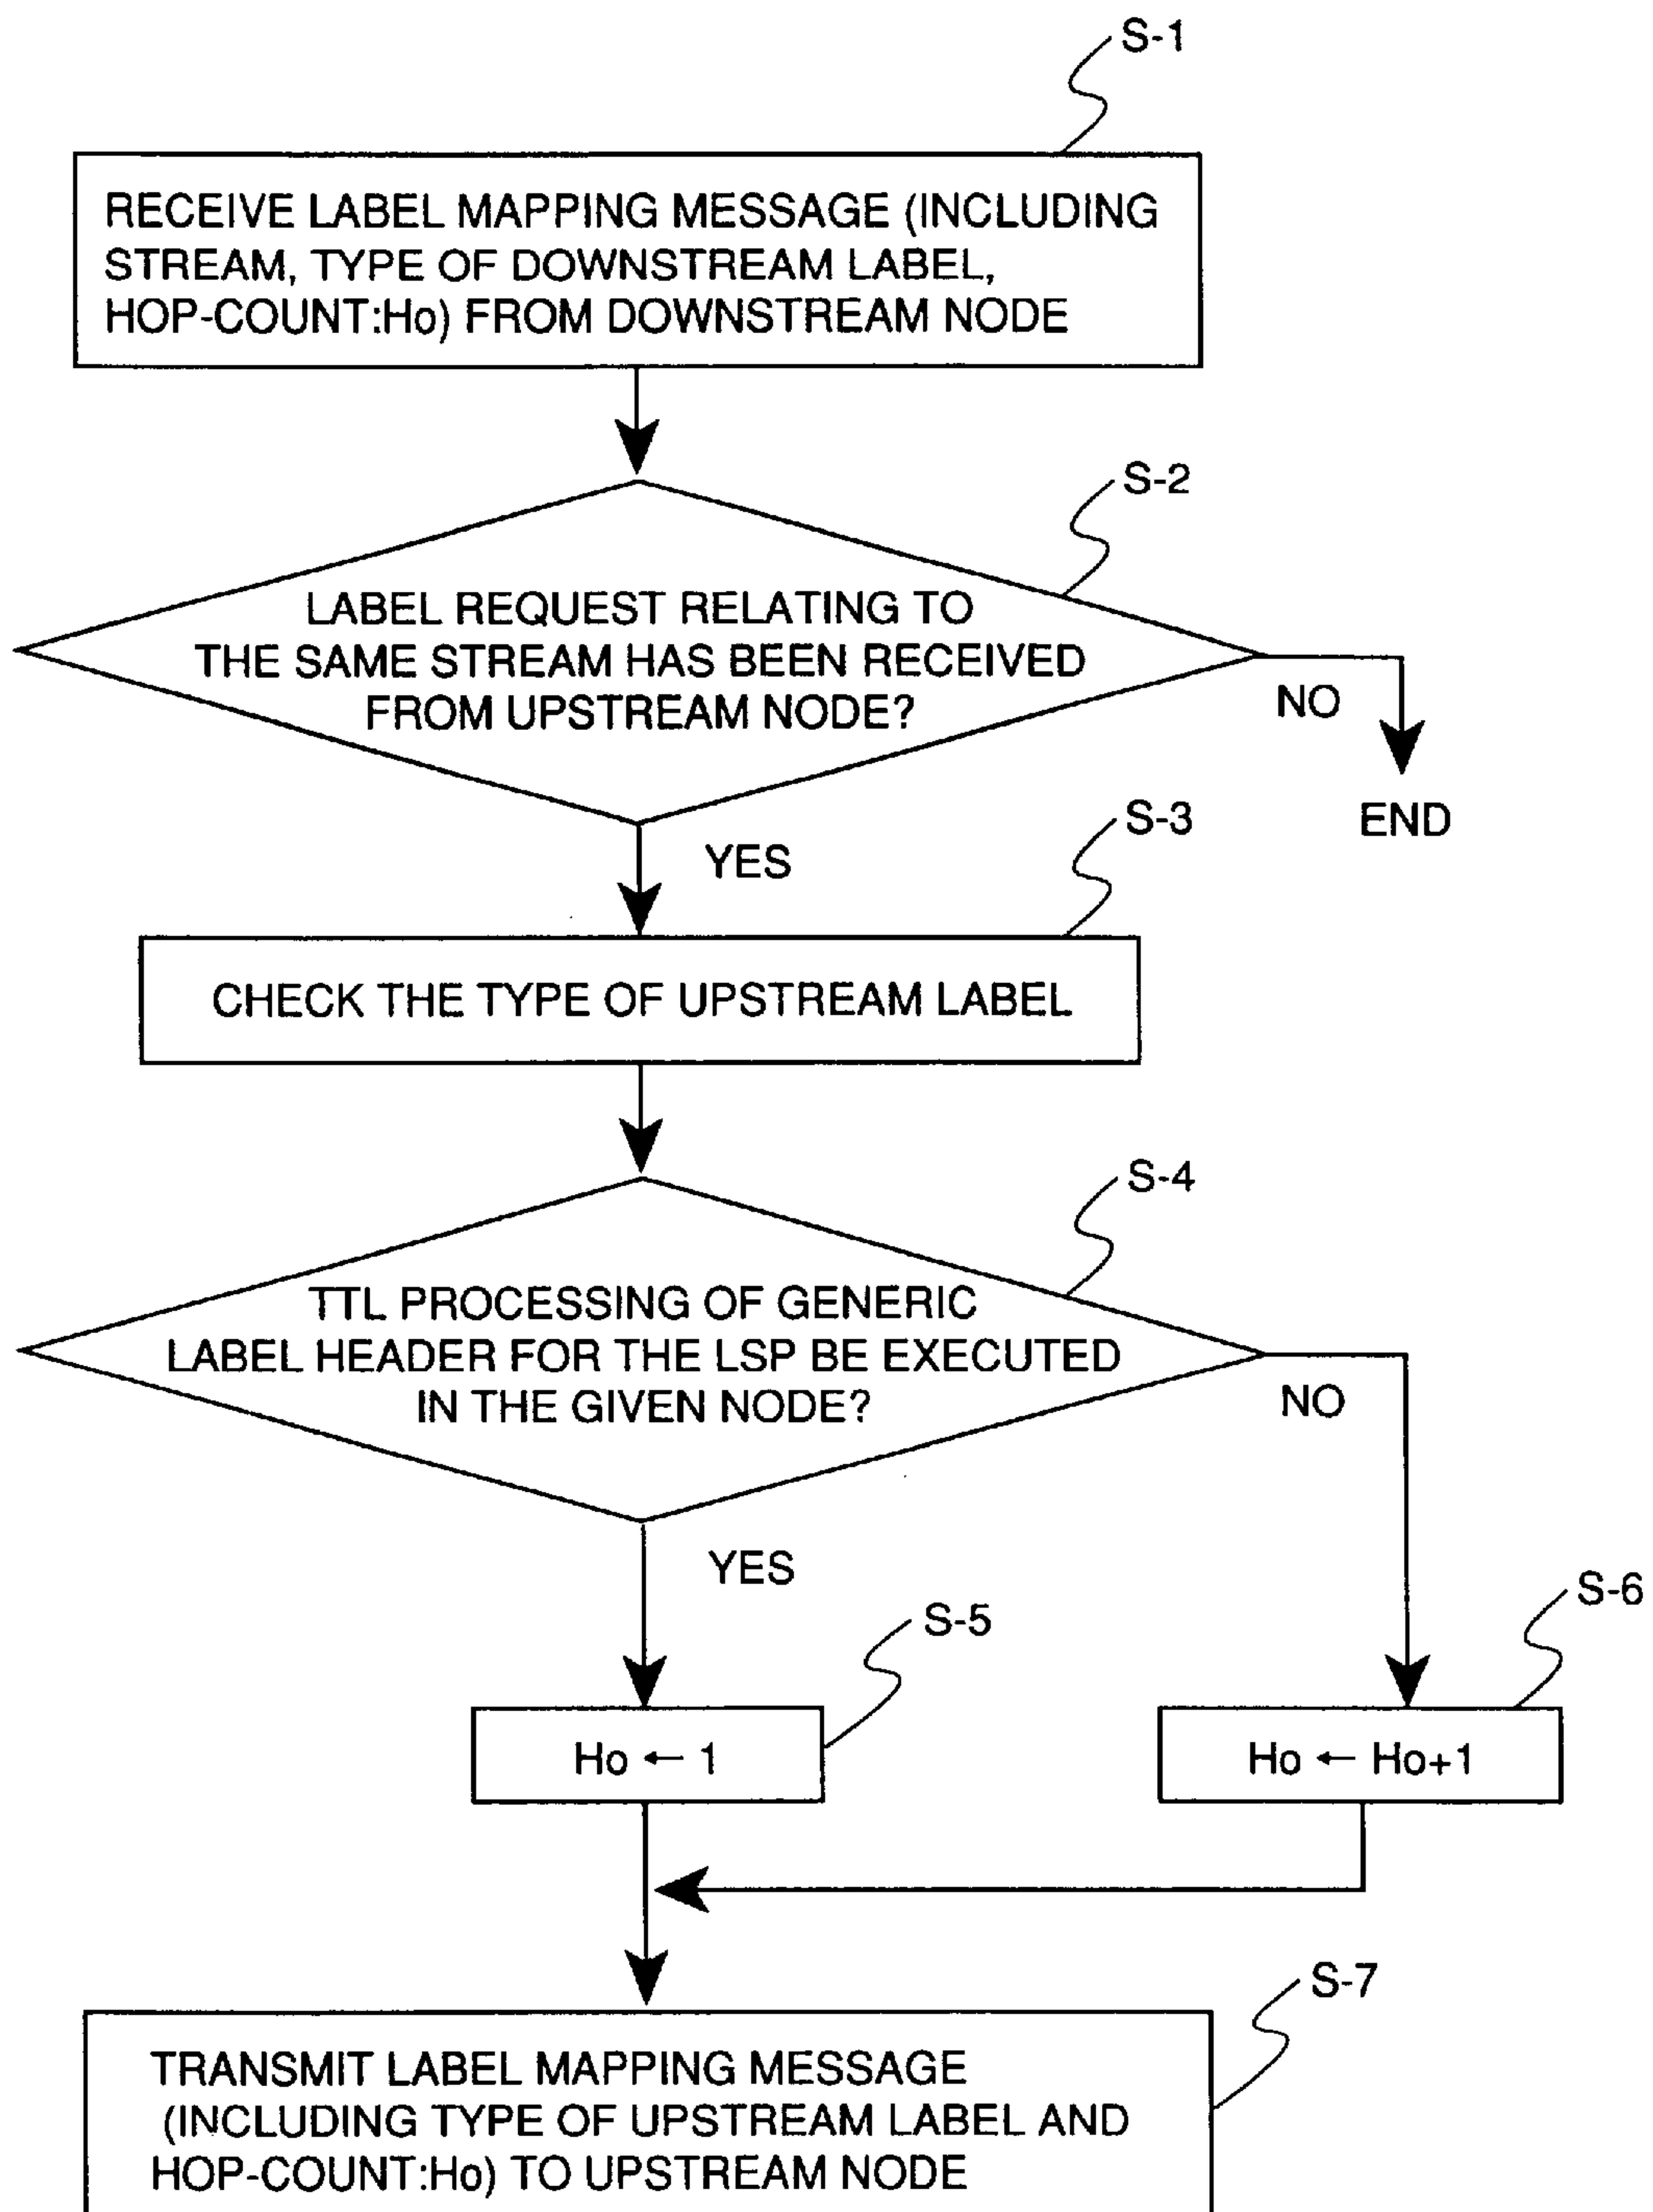 S-1
RECEIVE LABEL MAPPING MESSAGE (INCLUDING
STREAM, TYPE OF DOWNSTREAM LABEL,
HOP-COUNT:Ho) FROM DOWNSTREAM NODE
S-2
LABEL REQUEST RELATING TO
THE SAME STREAM HAS BEEN RECEIVED
FROM UPSTREAM NODE?
NO
END
YES
S-3
CHECK THE TYPE OF UPSTREAM LABEL
S-4
TTL PROCESSING OF GENERIC
LABEL HEADER FOR THE LSP BE EXECUTED
IN THE GIVEN NODE?
NO
YES
S-5
S-6
Ho ← 1
Ho ← Ho+1
S-7
TRANSMIT LABEL MAPPING MESSAGE
(INCLUDING TYPE OF UPSTREAM LABEL AND
HOP-COUNT:Ho) TO UPSTREAM NODE